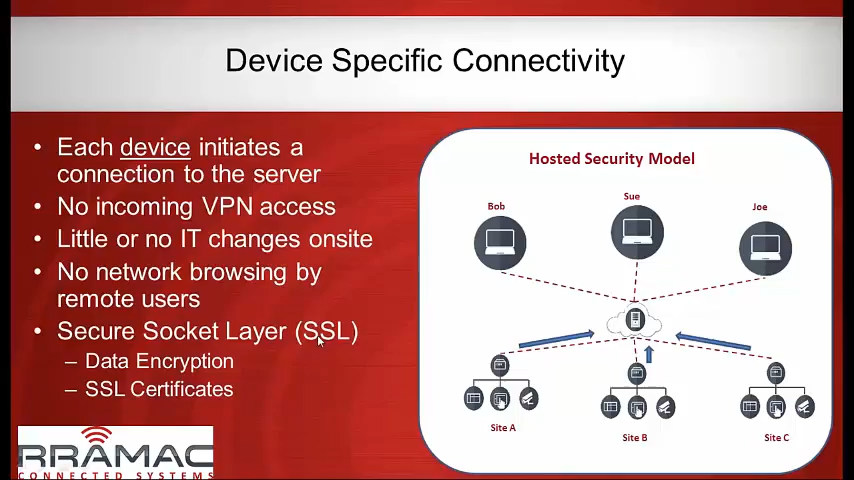 Device Specific Connectivity
• Each device initiates a
connection to the server
• No incoming VPN access
• Little or no IT changes onsite
• No network browsing by
remote users
• Secure Socket Layer (SSL)
– Data Encryption
– SSL Certificates
Hosted Security Model
Bob
Sue
Joe
Site A
Site B
Site C
RRAMAC
CONNECTED SYSTEMS